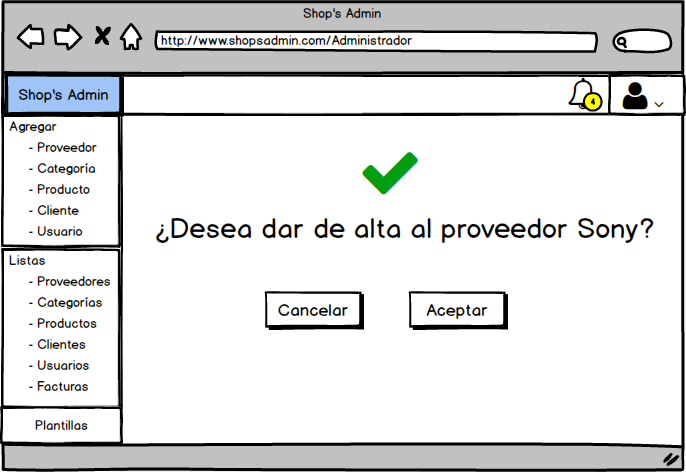 Shop's Admin
http://www.shopsadmin.com/Administrador
Shop's Admin
4
Agregar
- Proveedor
- Categoría
- Producto
- Cliente
- Usuario
Listas
- Proveedores
- Categorías
- Productos
- Clientes
- Usuarios
- Facturas
Plantillas
¿Desea dar de alta al proveedor Sony?
Cancelar
Aceptar